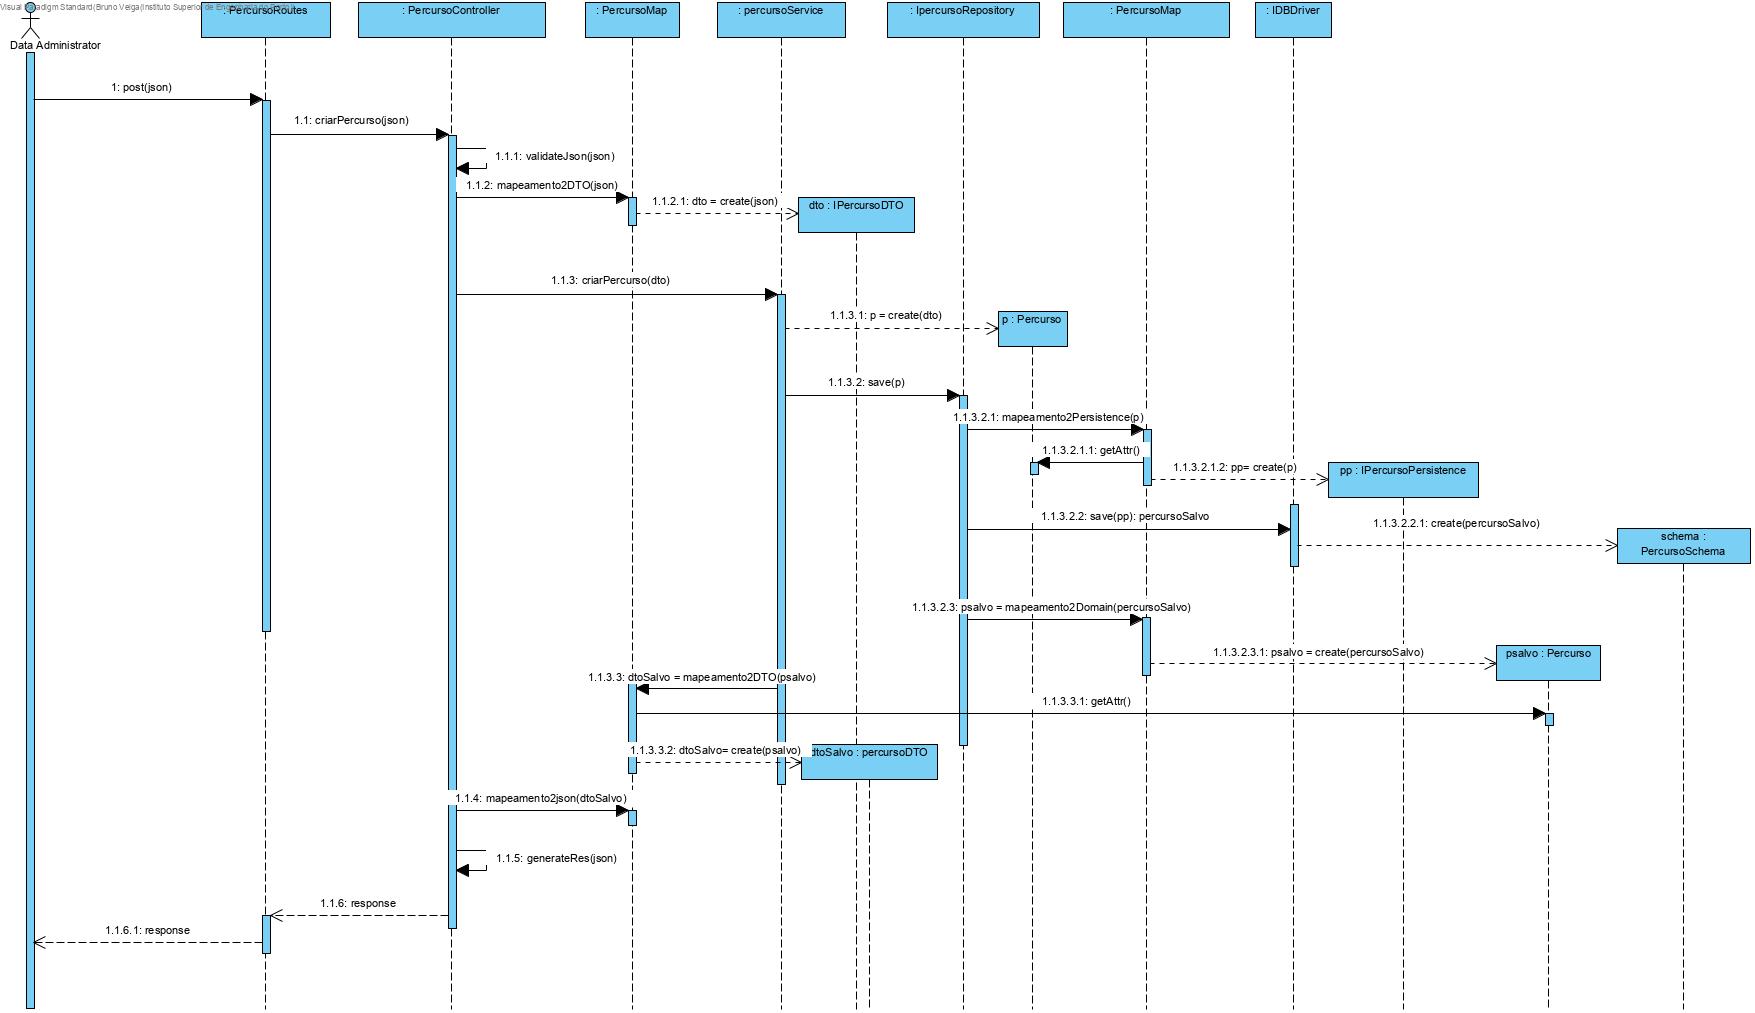 Visual Paradigm Standard(Bruno Veiga(Instituto Superior de Engenharia do Porto))
: PercursoRoutes
: PercursoController
: PercursoMap
: percursoService
: IpercursoRepository
: PercursoMap
: IDBDriver
Data Administrator
1: post(json)
1.1: criarPercurso(json)
1.1.1: validateJson(json)
1.1.2: mapeamento2DTO(json)
1.1.2.1: dto = create(json)
dto : IPercursoDTO
1.1.3: criarPercurso(dto)
1.1.3.1: p = create(dto)
p : Percurso
1.1.3.2: save(p)
1.1.3.2.1: mapeamento2Persistence(p)
1.1.3.2.1.1: getAttr()
1.1.3.2.1.2: pp= create(p)
pp : IPercursoPersistence
1.1.3.2.2: save(pp): percursoSalvo
1.1.3.2.2.1: create(percursoSalvo)
schema :
PercursoSchema
1.1.3.2.3: psalvo = mapeamento2Domain(percursoSalvo)
1.1.3.2.3.1: psalvo = create(percursoSalvo)
psalvo : Percurso
1.1.3.3: dtoSalvo = mapeamento2DTO(psalvo)
1.1.3.3.1: getAttr()
1.1.3.3.2: dtoSalvo= create(psalvo)
dtoSalvo : percursoDTO
1.1.4: mapeamento2json(dtoSalvo)
1.1.5: generateRes(json)
1.1.6: response
1.1.6.1: response